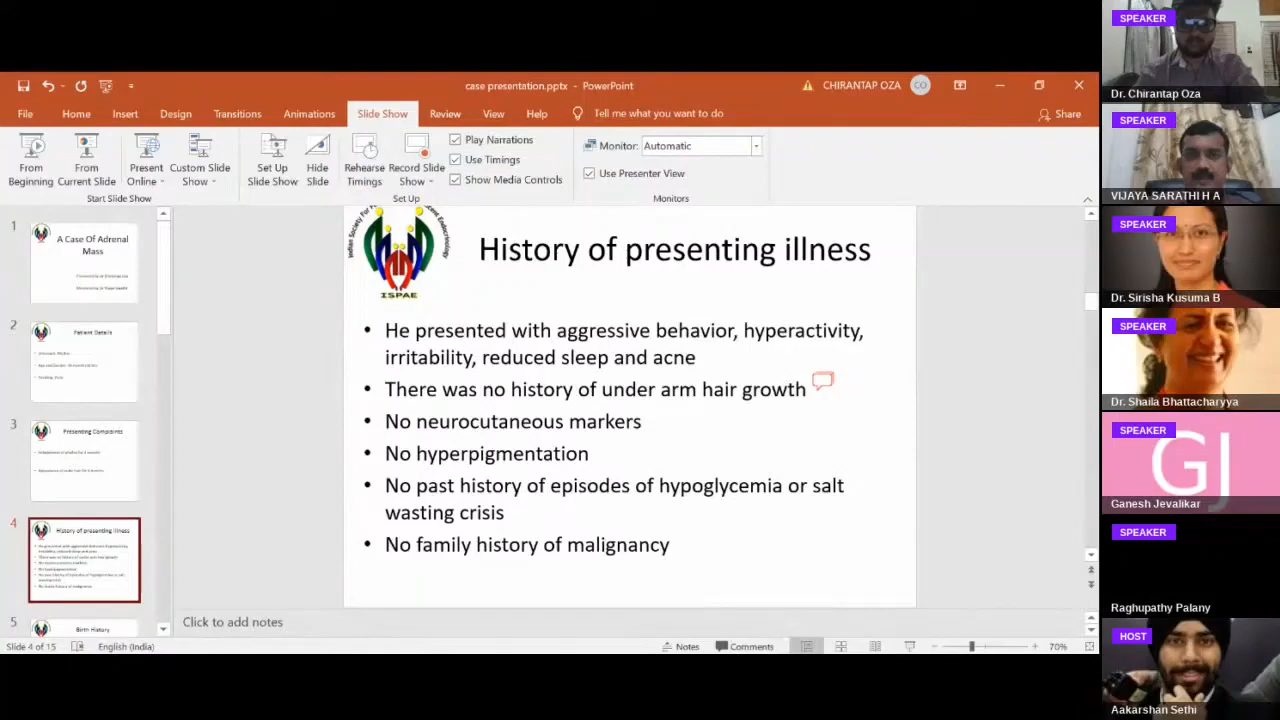 case presentation.pptx - PowerPoint
CHIRANTAP OZA
CO
File Home Insert Design Transitions Animations Slide Show Review View Help Tell me what you want to do
Share
From Beginning
From Current Slide
Present Online
Custom Slide Show
Start Slide Show
Set Up Slide Show
Hide Slide
Rehearse Timings
Record Slide Show
Play Narrations
Use Timings
Show Media Controls
Set Up
Monitor: Automatic
Use Presenter View
Monitors
1
A Case Of Adrenal
Mass
2
Patient Details
3
Presenting Complaints
4
History of presenting illness
5
Birth History
ISPAE
History of presenting illness
• He presented with aggressive behavior, hyperactivity,
irritability, reduced sleep and acne
• There was no history of under arm hair growth
• No neurocutaneous markers
• No hyperpigmentation
• No past history of episodes of hypoglycemia or salt
wasting crisis
• No family history of malignancy
Click to add notes
Slide 4 of 15
English (India)
Notes
Comments
70%
SPEAKER
Dr. Chirantap Oza
SPEAKER
VIJAYA SARATHI H A
SPEAKER
Dr. Sirisha Kusuma B
SPEAKER
Dr. Shaila Bhattacharyya
SPEAKER
GJ
Ganesh Jevalikar
SPEAKER
Raghupathy Palany
HOST
Aakarshan Sethi